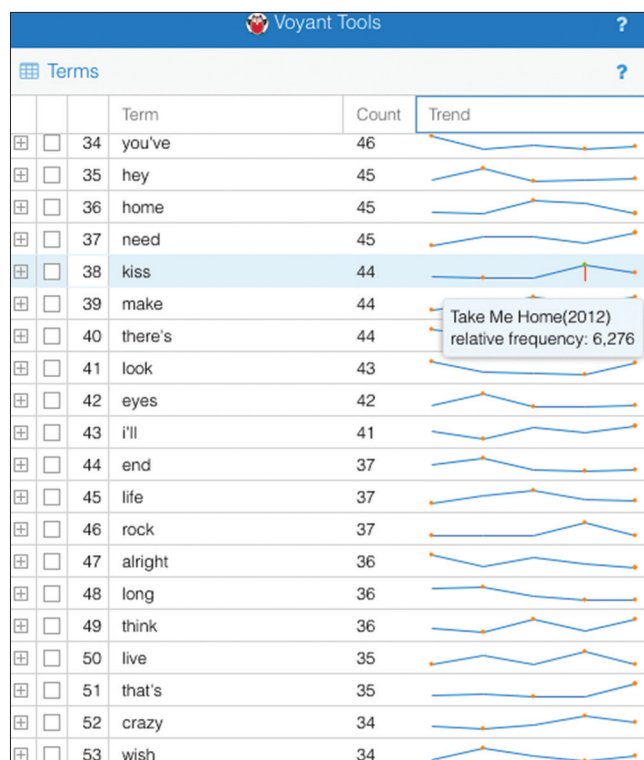 Voyant Tools ?
Terms ?
Term Count Trend
34 you've 46
35 hey 45
36 home 45
37 need 45
38 kiss 44
39 make 44
Take Me Home(2012)
relative frequency: 6,276
40 there's 44
41 look 43
42 eyes 42
43 i'll 41
44 end 37
45 life 37
46 rock 37
47 alright 36
48 long 36
49 think 36
50 live 35
51 that's 35
52 crazy 34
53 wish 34